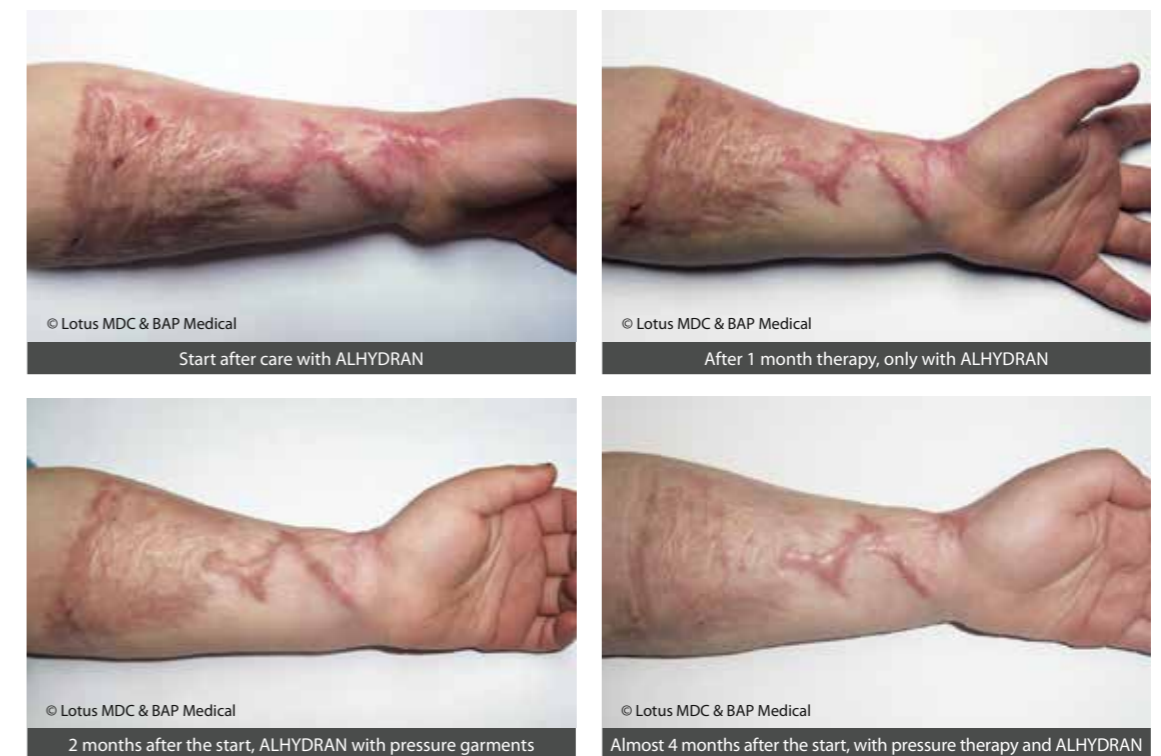 © Lotus MDC & BAP Medical
Start after care with ALHYDRAN
© Lotus MDC & BAP Medical
After 1 month therapy, only with ALHYDRAN
© Lotus MDC & BAP Medical
2 months after the start, ALHYDRAN with pressure garments
© Lotus MDC & BAP Medical
Almost 4 months after the start, with pressure therapy and ALHYDRAN